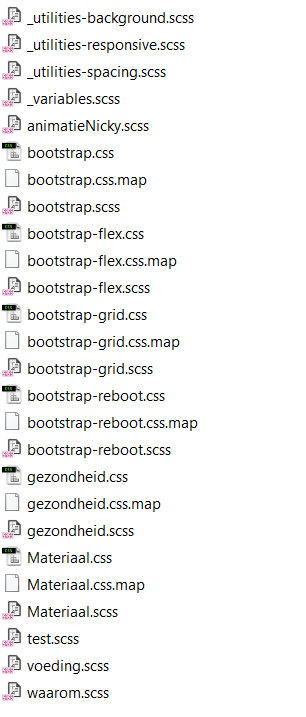 _utilities-background.scss
_utilities-responsive.scss
_utilities-spacing.scss
_variables.scss
animatieNicky.scss
bootstrap.css
bootstrap.css.map
bootstrap.scss
bootstrap-flex.css
bootstrap-flex.css.map
bootstrap-flex.scss
bootstrap-grid.css
bootstrap-grid.css.map
bootstrap-grid.scss
bootstrap-reboot.css
bootstrap-reboot.css.map
bootstrap-reboot.scss
gezondheid.css
gezondheid.css.map
gezondheid.scss
Materiaal.css
Materiaal.css.map
Materiaal.scss
test.scss
voeding.scss
waarom.scss